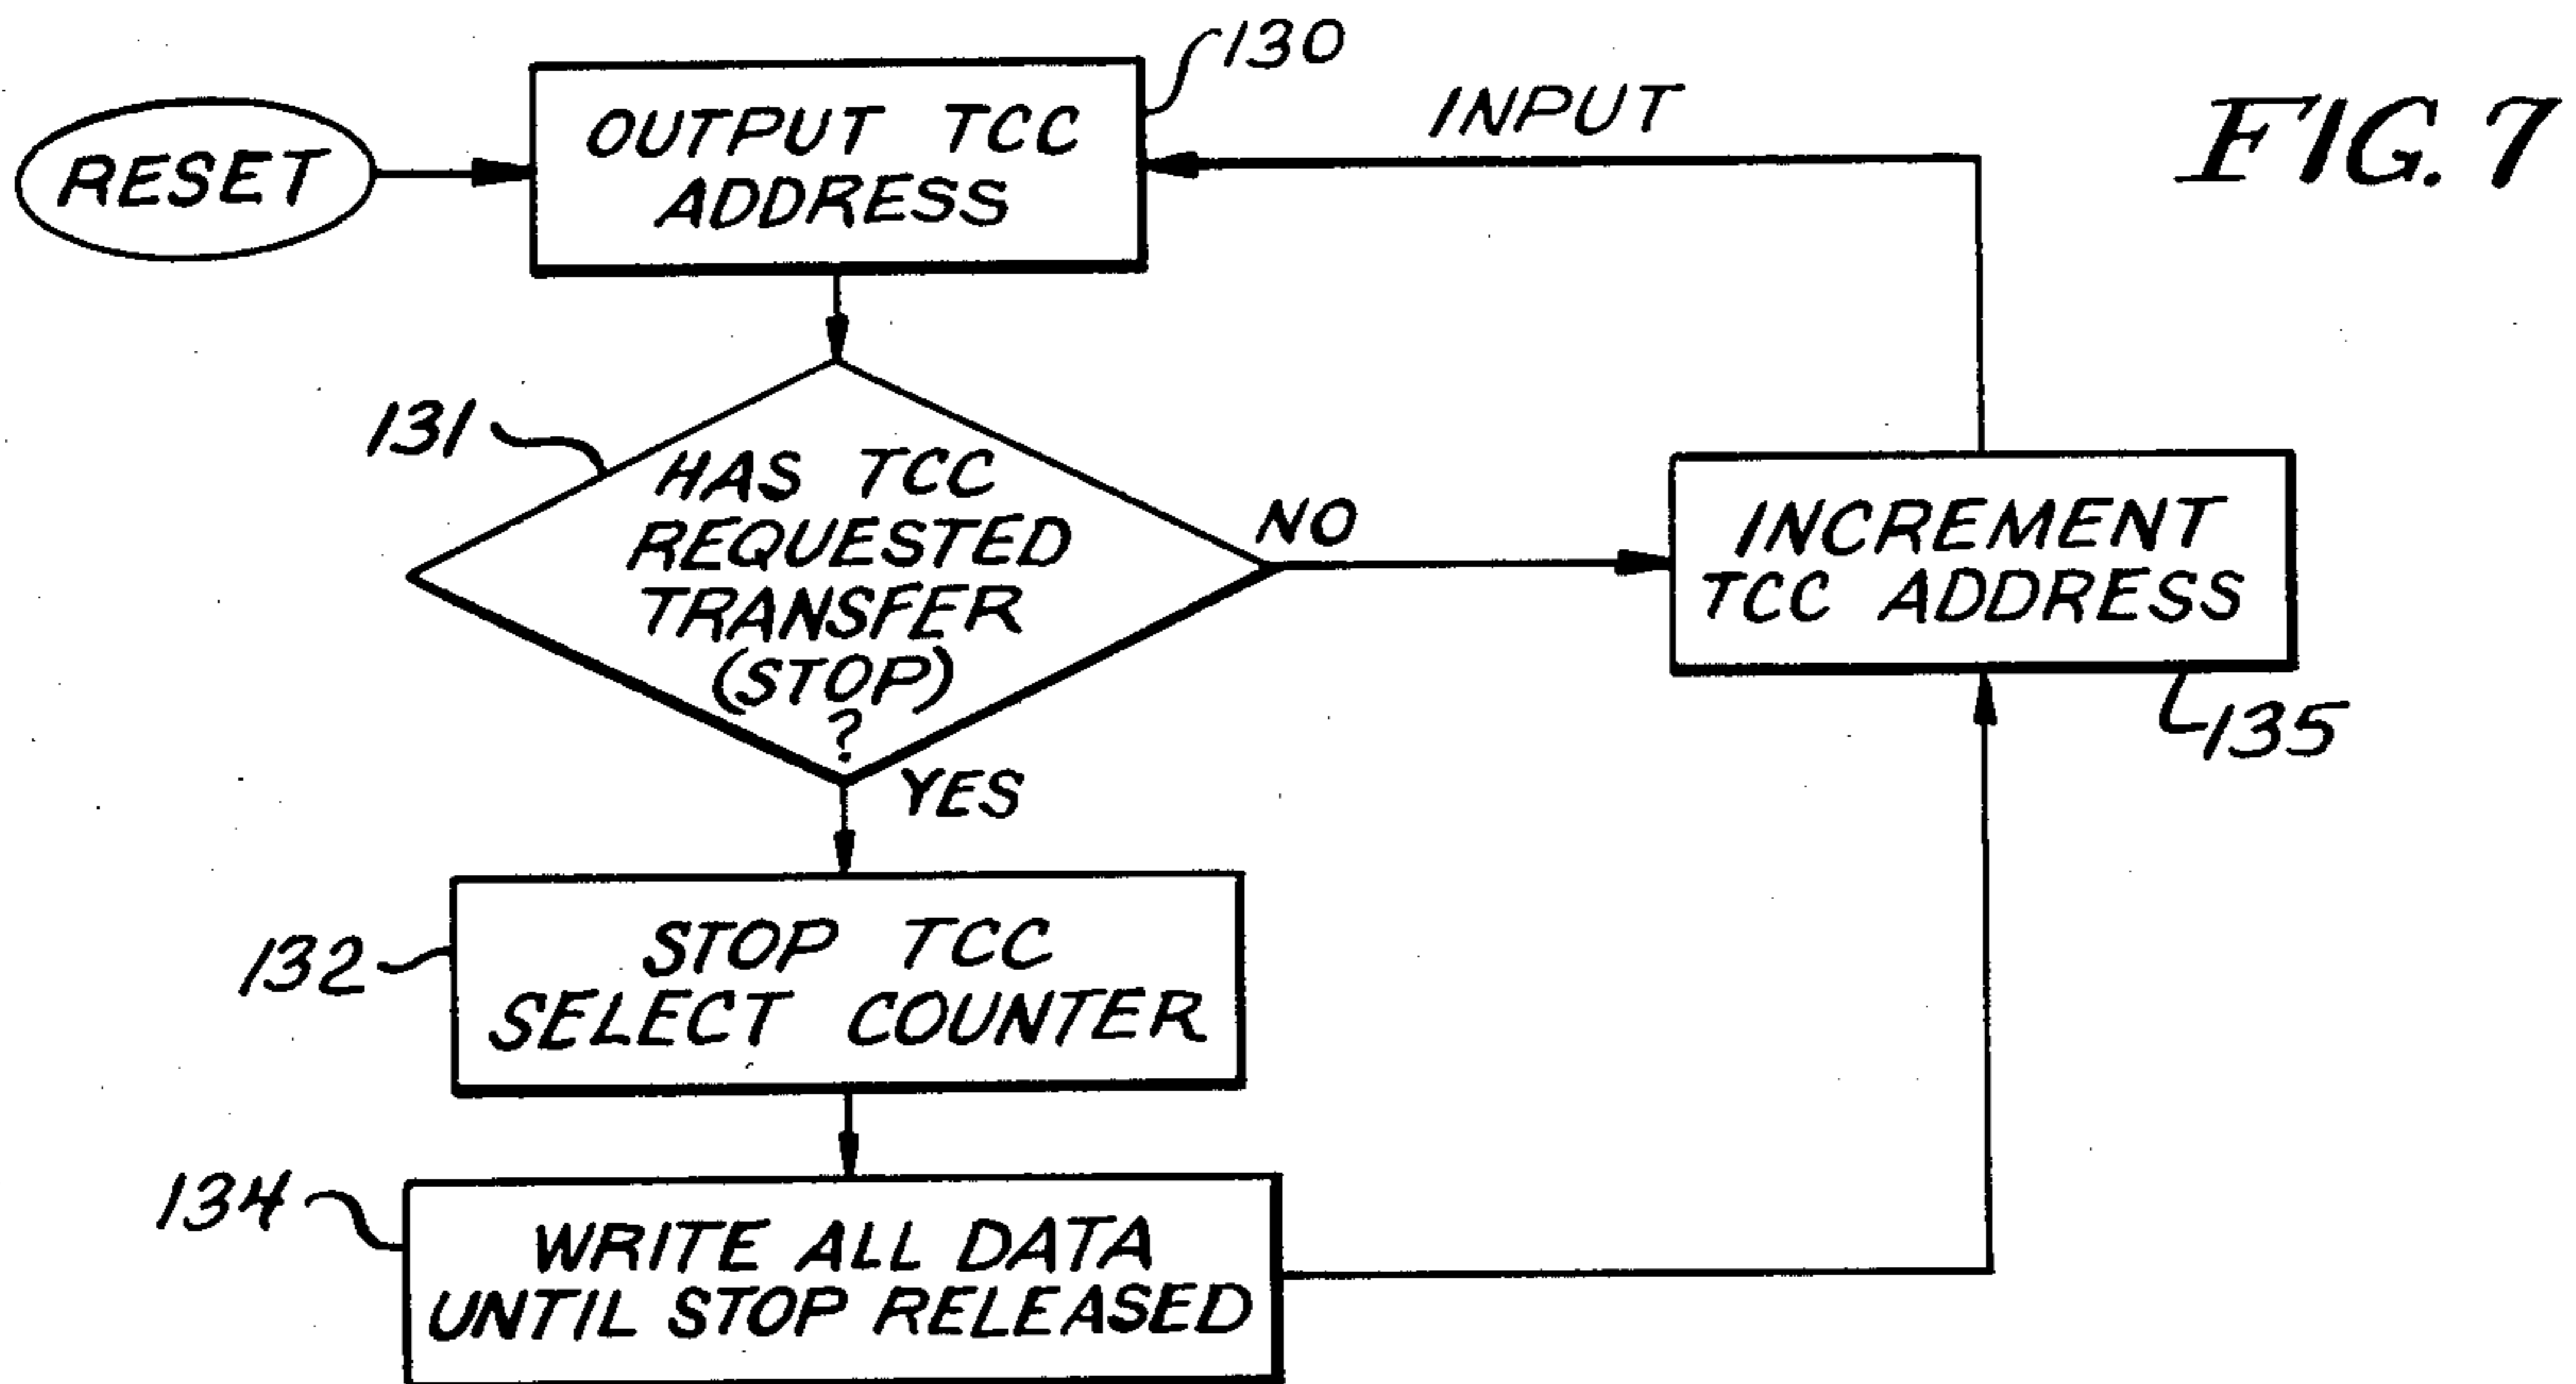 130
INPUT
FIG. 7
RESET
OUTPUT TCC
ADDRESS
131
HAS TCC
REQUESTED
TRANSFER
(STOP)
?
NO
YES
INCREMENT
TCC ADDRESS
135
132
STOP TCC
SELECT COUNTER
134
WRITE ALL DATA
UNTIL STOP RELEASED